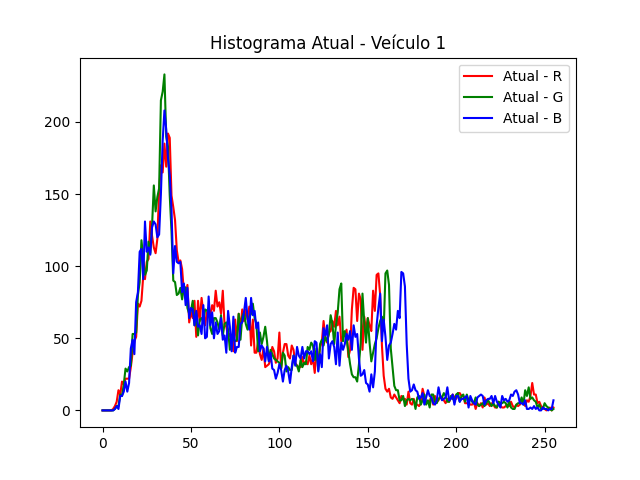 Histograma Atual - Veículo 1
Atual - R
Atual - G
Atual - B
200
150
100
50
0
0 50 100 150 200 250